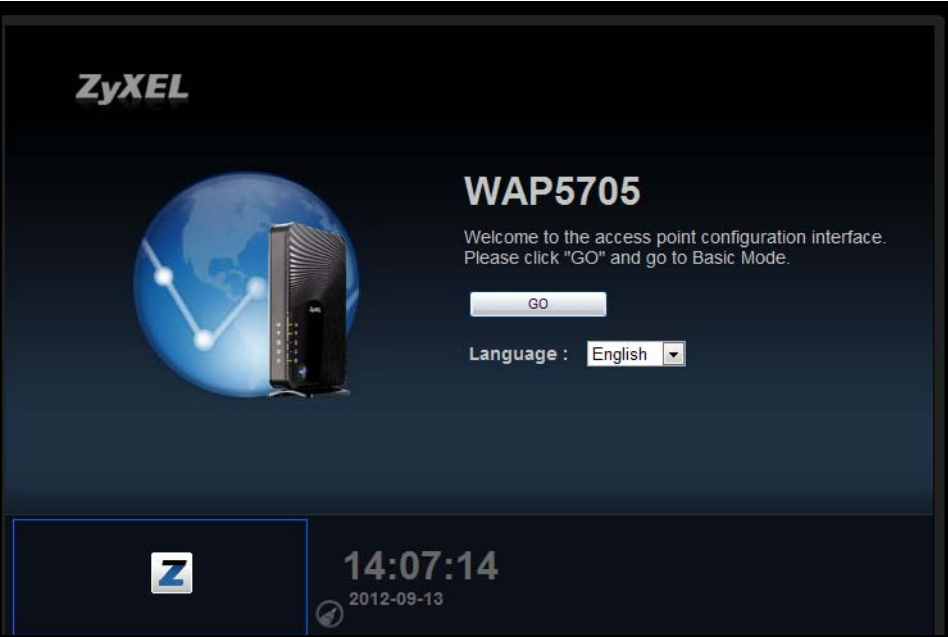 ZyXEL
WAP5705
Welcome to the access point configuration interface.
Please click "GO" and go to Basic Mode.
GO
Language :
English
Z
14:07:14
2012-09-13